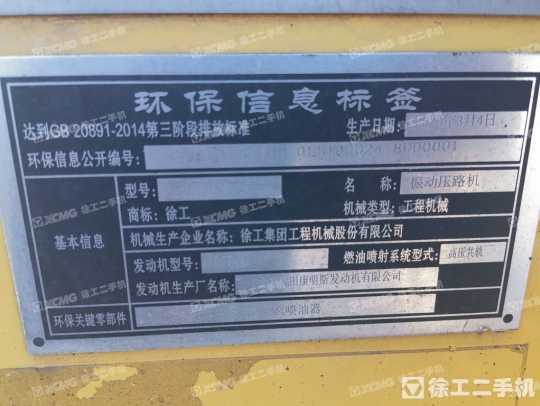 环保信息标签
达到GB 20891-2014第三阶段排放标准 生产日期: 3月4日
环保信息公开编号: 8000001
基本信息
型号: 名称: 振动压路机
商标: 徐工 机械类型: 工程机械
机械生产企业名称: 徐工集团工程机械股份有限公司
发动机型号: 燃油喷射系统型式: 高压共轨
发动机生产厂名称: 田康明斯发动机有限公司
环保关键零部件 喷油器
徐工二手机